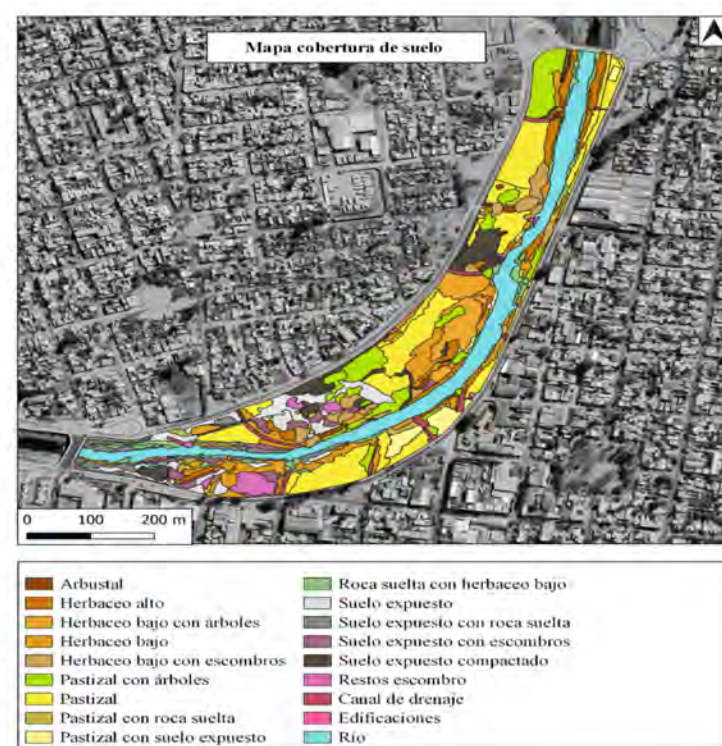 Mapa cobertura de suelo
0 100 200 m
Arbustal
Herbaceo alto
Herbaceo bajo con árboles
Herbaceo bajo
Herbaceo bajo con escombros
Pastizal con árboles
Pastizal
Pastizal con roca suelta
Pastizal con suelo expuesto
Roca suelta con herbaceo bajo
Suelo expuesto
Suelo expuesto con roca suelta
Suelo expuesto con escombros
Suelo expuesto compactado
Restos escombro
Canal de drenaje
Edificaciones
Río